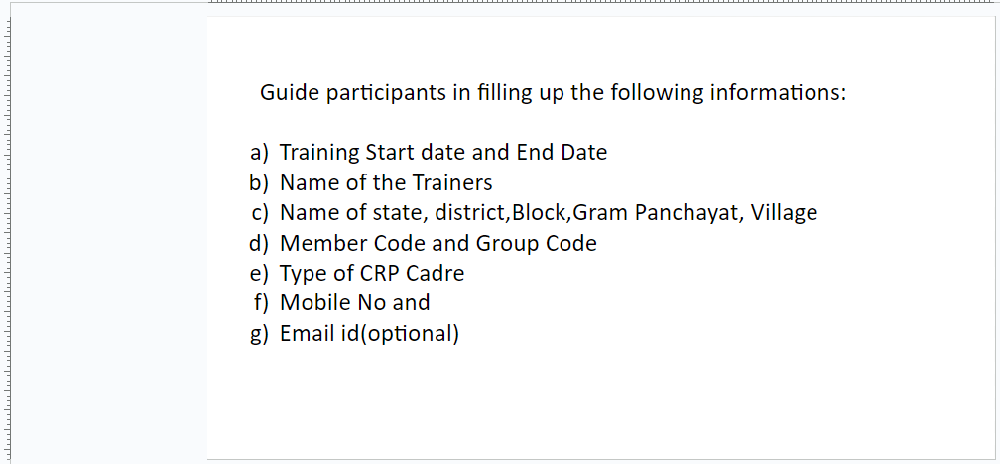 Guide participants in filling up the following informations:
a) Training Start date and End Date
b) Name of the Trainers
c) Name of state, district,Block,Gram Panchayat, Village
d) Member Code and Group Code
e) Type of CRP Cadre
f) Mobile No and
g) Email id(optional)